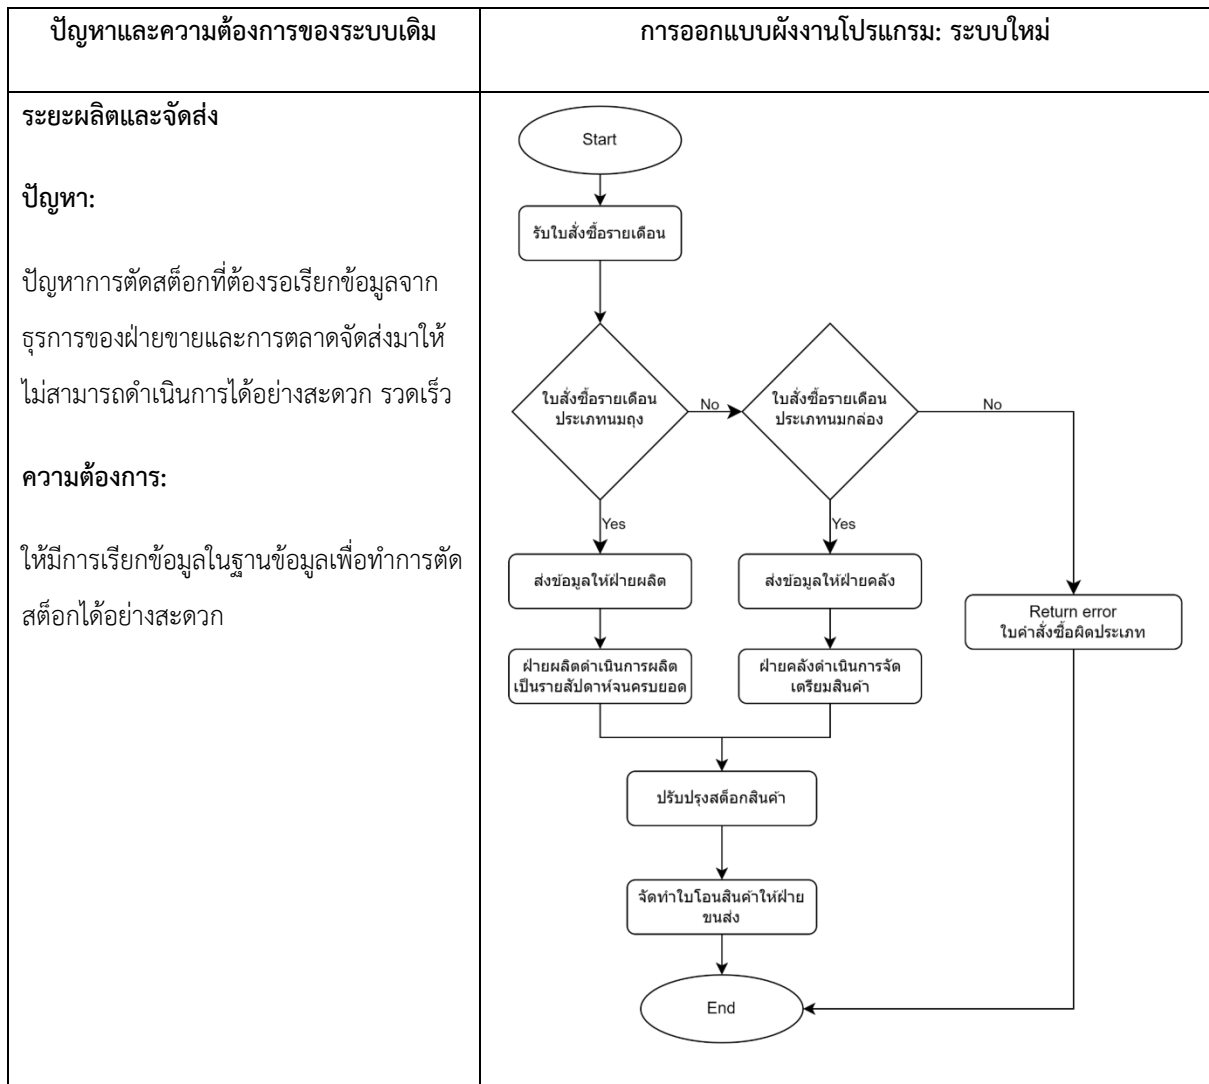 ปัญหาและความต้องการของระบบเดิม
การออกแบบผังงานโปรแกรม: ระบบใหม่
ระยะผลิตและจัดส่ง
ปัญหา:
ปัญหาการตัดสต็อกที่ต้องรอเรียกข้อมูลจาก
ธุรการของฝ่ายขายและการตลาดจัดส่งมาให้
ไม่สามารถดำเนินการได้อย่างสะดวก รวดเร็ว
ความต้องการ:
ให้มีการเรียกข้อมูลในฐานข้อมูลเพื่อทำการตัด
สต็อกได้อย่างสะดวก
Start
รับใบสั่งซื้อรายเดือน
ใบสั่งซื้อรายเดือน
ประเภทนมถุง
No
ใบสั่งซื้อรายเดือน
ประเภทนมกล่อง
No
Yes
Yes
ส่งข้อมูลให้ฝ่ายผลิต
ส่งข้อมูลให้ฝ่ายคลัง
Return error
ใบคำสั่งซื้อผิดประเภท
ฝ่ายผลิตดำเนินการผลิต
เป็นรายสัปดาห์จนครบยอด
ฝ่ายคลังดำเนินการจัด
เตรียมสินค้า
ปรับปรุงสต็อกสินค้า
จัดทำใบโอนสินค้าให้ฝ่าย
ขนส่ง
End